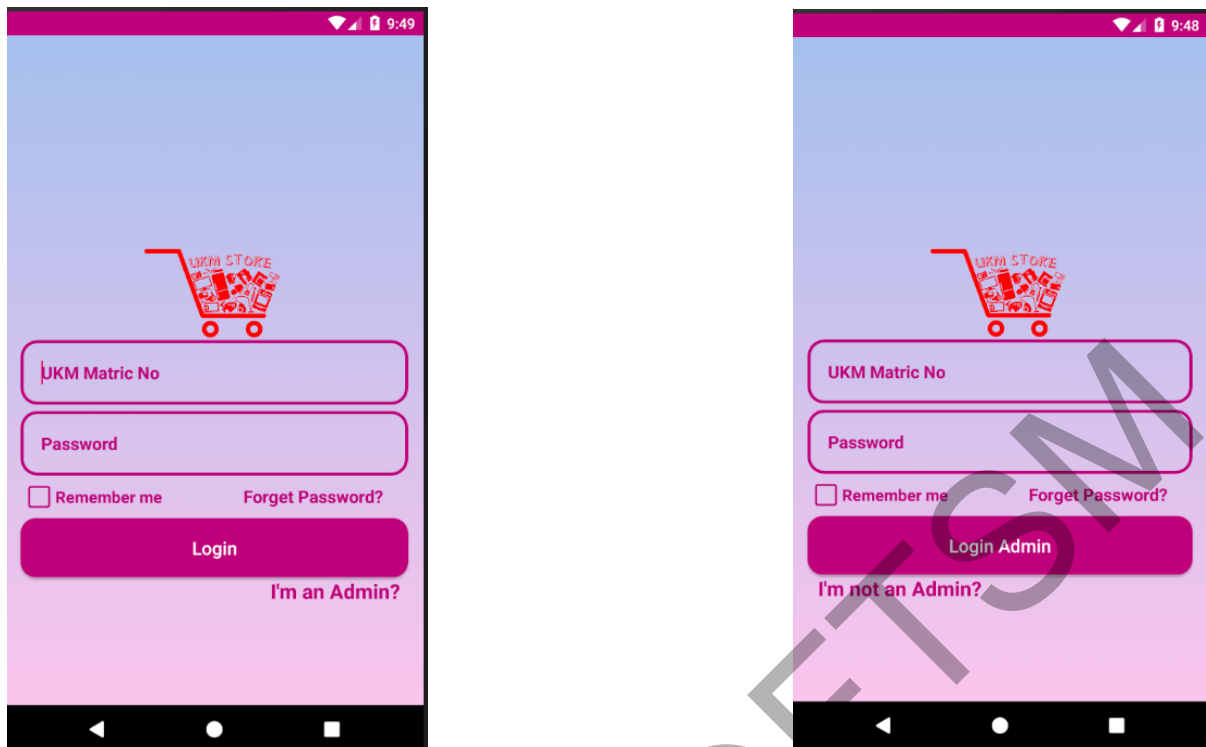 9:49
UKM STORE
UKM Matric No
Password
Remember me
Forget Password?
Login
I'm an Admin?
9:48
UKM STORE
UKM Matric No
Password
Remember me
Forget Password?
Login Admin
I'm not an Admin?
FTSM